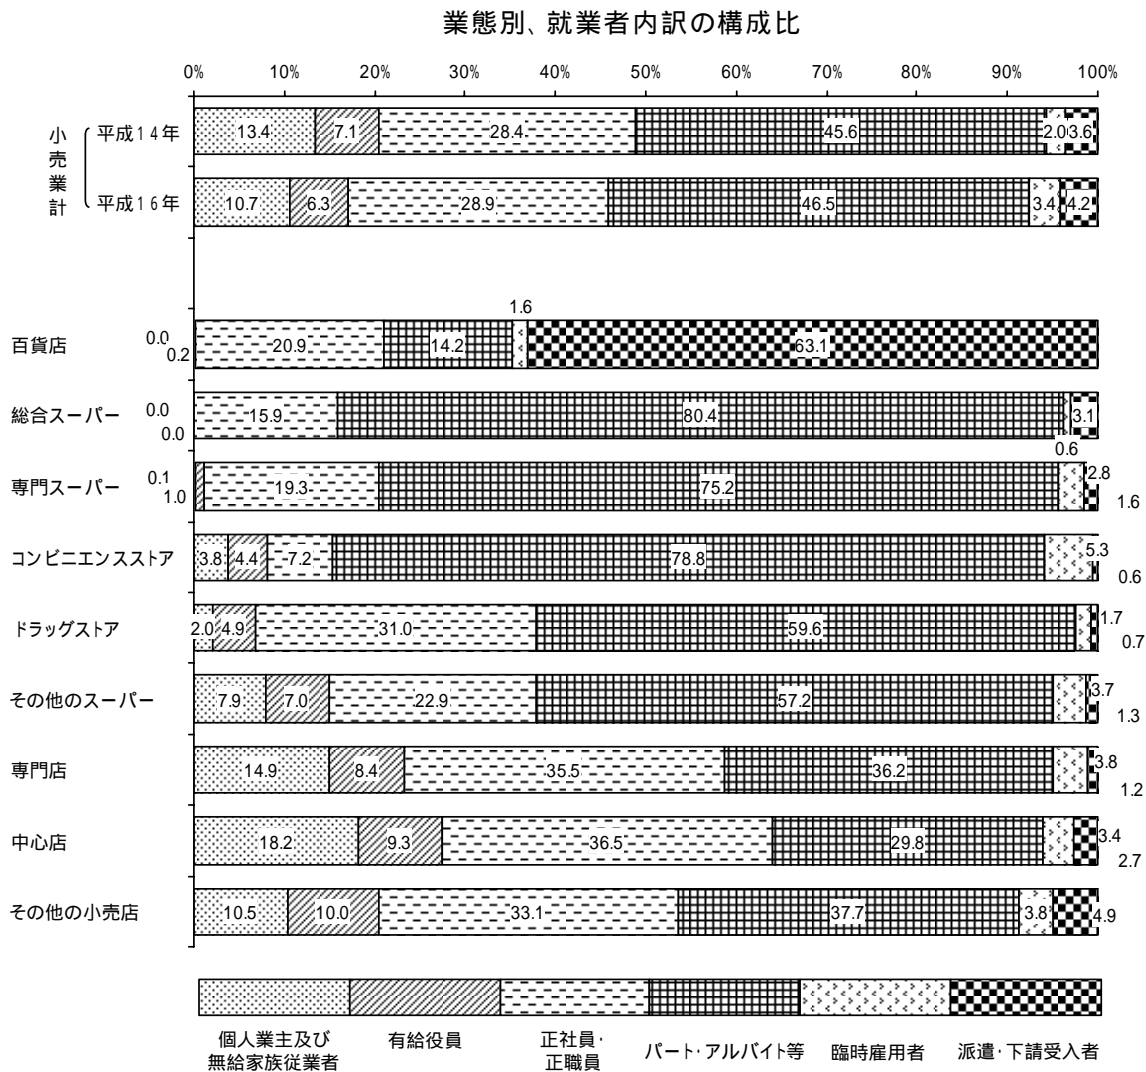 業態別、就業者内訳の構成比
0% 10% 20% 30% 40% 50% 60% 70% 80% 90% 100%
小売業計
平成14年 13.4 7.1 28.4 45.6 2.0 3.6
平成16年 10.7 6.3 28.9 46.5 3.4 4.2
百貨店 0.0 0.2 20.9 14.2 1.6 63.1
総合スーパー 0.0 0.0 15.9 80.4 0.6 3.1
専門スーパー 0.1 1.0 19.3 75.2 2.8 1.6
コンビニエンスストア 3.8 4.4 7.2 78.8 5.3 0.6
ドラッグストア 2.0 4.9 31.0 59.6 1.7 0.7
その他のスーパー 7.9 7.0 22.9 57.2 3.7 1.3
専門店 14.9 8.4 35.5 36.2 3.8 1.2
中心店 18.2 9.3 36.5 29.8 3.4 2.7
その他の小売店 10.5 10.0 33.1 37.7 3.8 4.9
個人業主及び
無給家族従業者
有給役員
正社員・
正職員
パート・アルバイト等
臨時雇用者
派遣・下請受入者